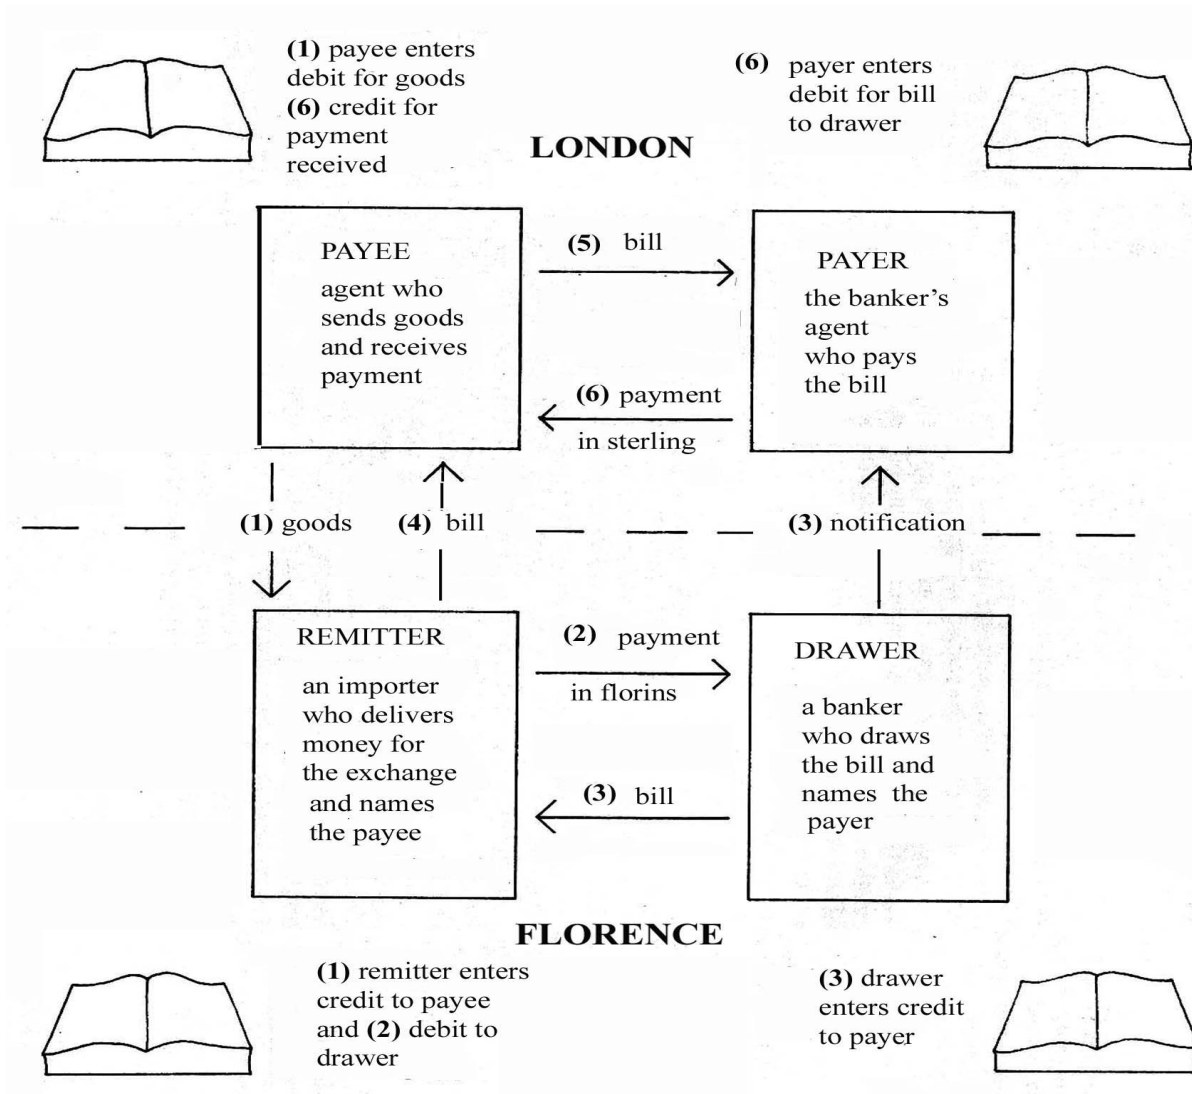 (1) payee enters
debit for goods
(6) credit for
payment
received
(6) payer enters
debit for bill
to drawer
LONDON
PAYEE
agent who
sends goods
and receives
payment
(5) bill
(6) payment
in sterling
PAYER
the banker's
agent
who pays
the bill
(1) goods
(4) bill
(3) notification
REMITTER
an importer
who delivers
money for
the exchange
and names
the payee
(2) payment
in florins
(3) bill
DRAWER
a banker
who draws
the bill and
names the
payer
FLORENCE
(1) remitter enters
credit to payee
and (2) debit to
drawer
(3) drawer
enters credit
to payer